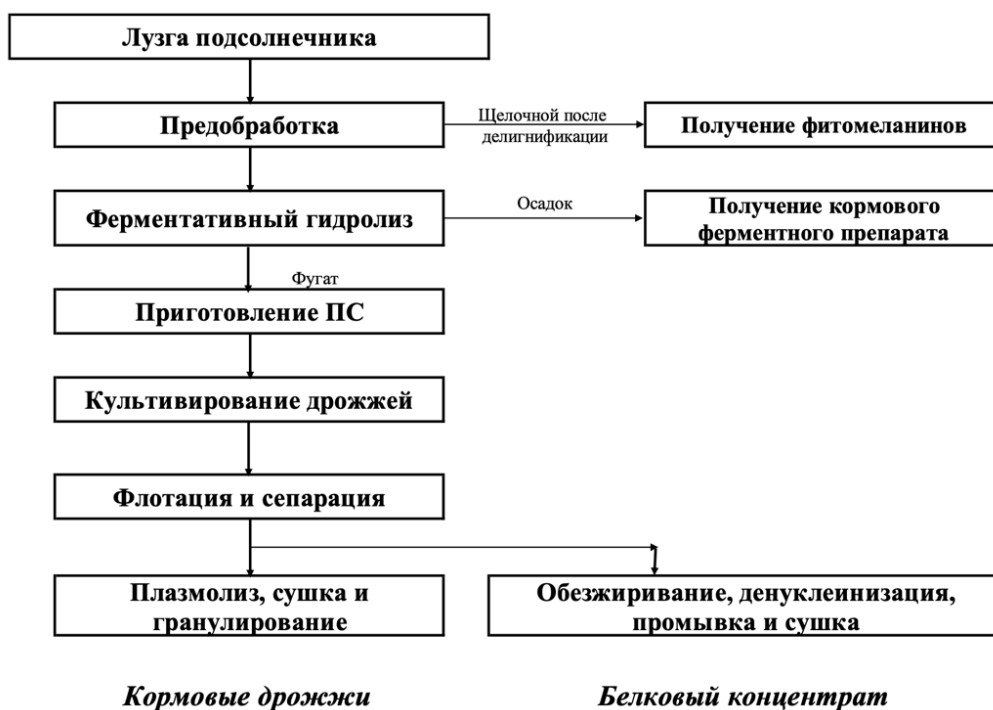 Лузга подсолнечника
Предобработка
Щелочной после
делигнификации
Получение фитомеланинов
Ферментативный гидролиз
Осадок
Получение кормового
ферментного препарата
Фугат
Приготовление ПС
Культивирование дрожжей
Флотация и сепарация
Плазмолиз, сушка и
гранулирование
Обезжиривание, денуклеинизация,
промывка и сушка
Кормовые дрожжи
Белковый концентрат